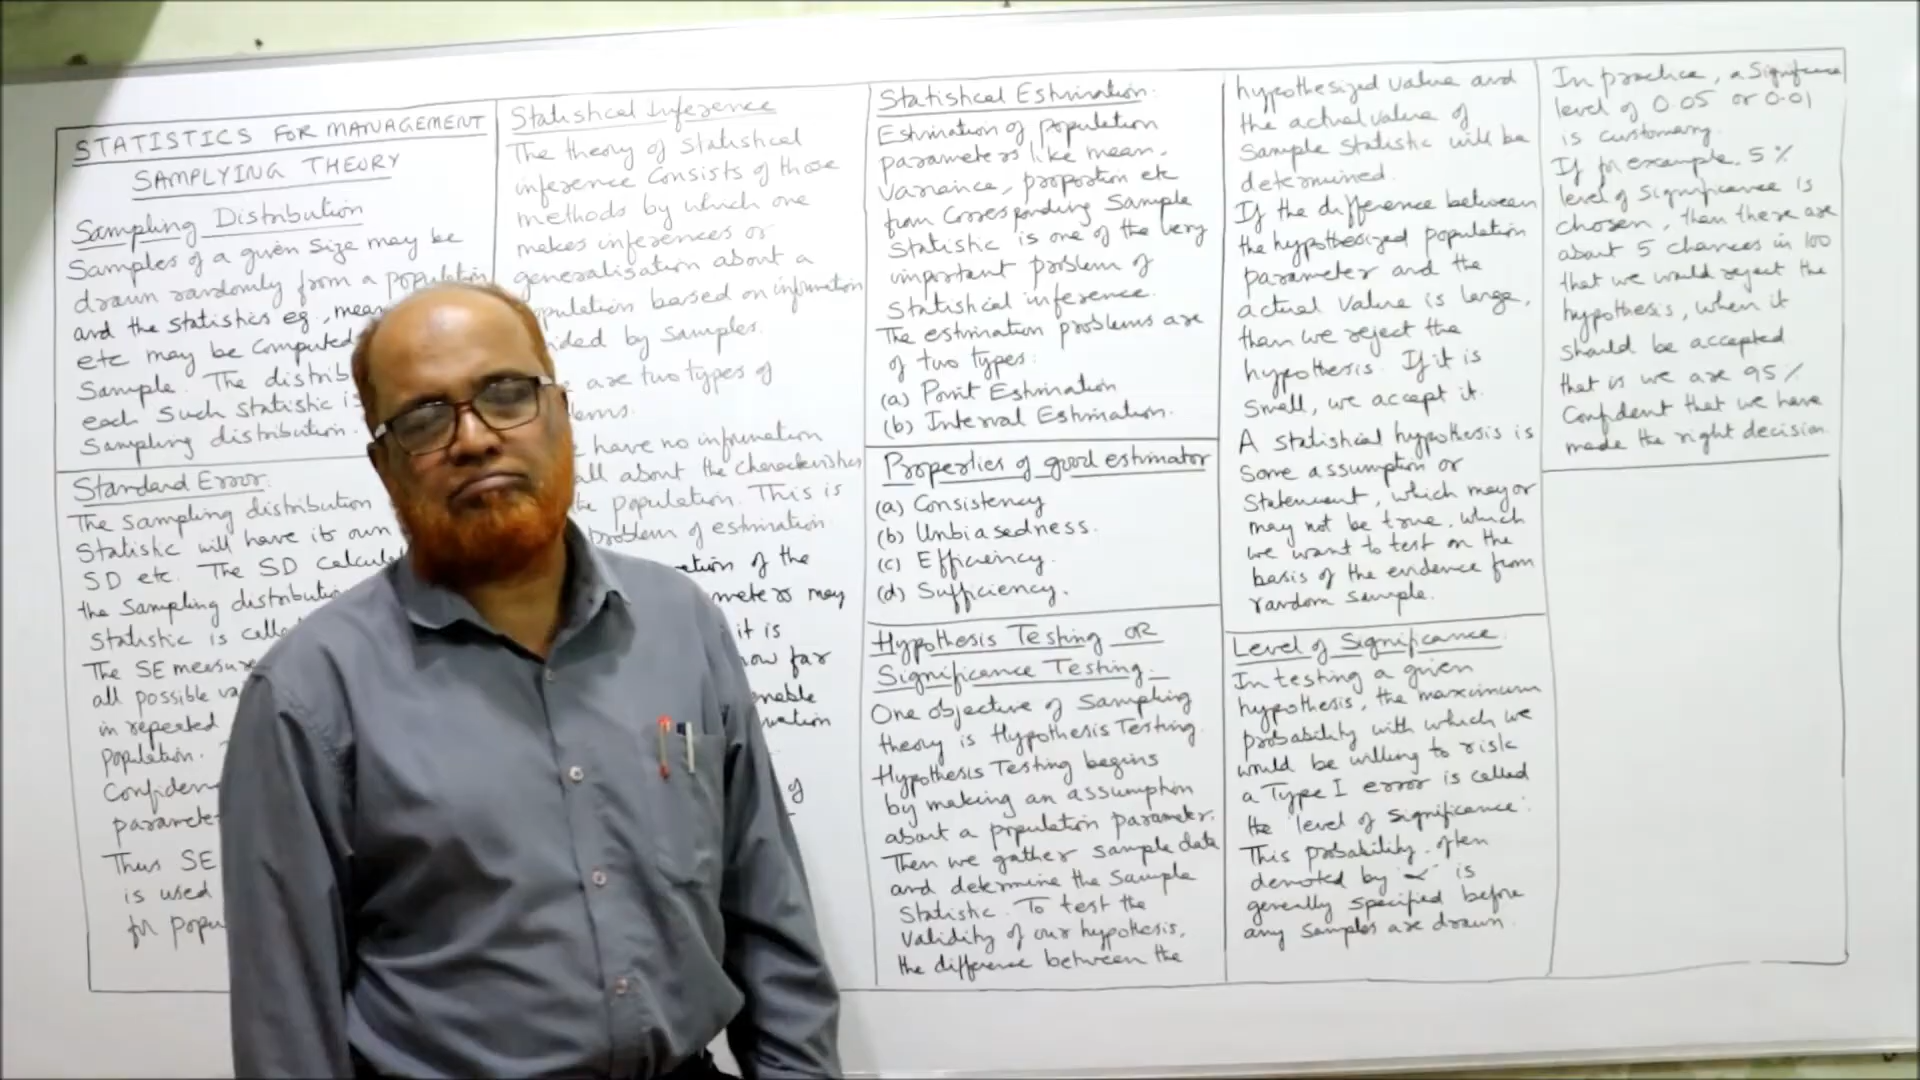 STATISTICS FOR MANAGEMENT
SAMPLYING THEORY
Sampling Distribution
Samples of a given size may be
drawn randomly from a population
and the statistics eg., mean
etc may be computed
Sample. The distrib
each such statistic is
Sampling distribution.
Standard Error.
The sampling distribution
Statistic will have its own
SD etc. The SD calcula
the Sampling distribution
Statistic is called
The SE measure
all possible va
in repeated
population.
Confiden
paramete
Thus SE
is used
for popu
Statistical Inference
The theory of Statistical
inference consists of those
methods by which one
makes inferences or
generalisation about a
population based on information
ided by samples.
are two types of
lems.
have no information
all about the characteristics
the population. This is
problem of estimation.
ation of the
meters may
it is
how far
enable
of
Statistical Estimation:
Estimation of population
parameters like mean,
variance, proportion etc
from corresponding sample
Statistic is one of the very
important problem of
Statistical inference.
The estimation problems are
of two types:
(a) Point Estimation
(b) Interval Estimation.
Properties of good estimator
(a) Consistency
(b) Unbiasedness.
(c) Efficiency.
(d) Sufficiency.
Hypothesis Testing OR
Significance Testing.
One objective of Sampling
theory is Hypothesis Testing.
Hypothesis Testing begins
by making an assumption
about a population parameter.
Then we gather sample data
and determine the sample
Statistic. To test the
validity of our hypothesis,
the difference between the
hypothesized value and
the actual value of
Sample statistic will be
determined.
If the difference between
the hypothesized population
parameter and the
actual value is large,
than we reject the
hypothesis. If it is
small, we accept it.
A statistical hypothesis is
some assumption or
Statement, which may or
may not be true, which
we want to test on the
basis of the evidence from
random sample.
Level of Significance.
In testing a given
hypothesis, the maximum
probability with which we
would be willing to risk
a Type I error is called
the 'level of significance'.
This probability, often
denoted by '∝' is
generally specified before
any samples are drawn.
In practice, a Significance
level of 0.05 or 0.01
is customary.
If for example, 5%
level of significance is
chosen, then there are
about 5 chances in 100
that we would reject the
hypothesis, when it
should be accepted
that is we are 95%
Confident that we have
made the right decision.